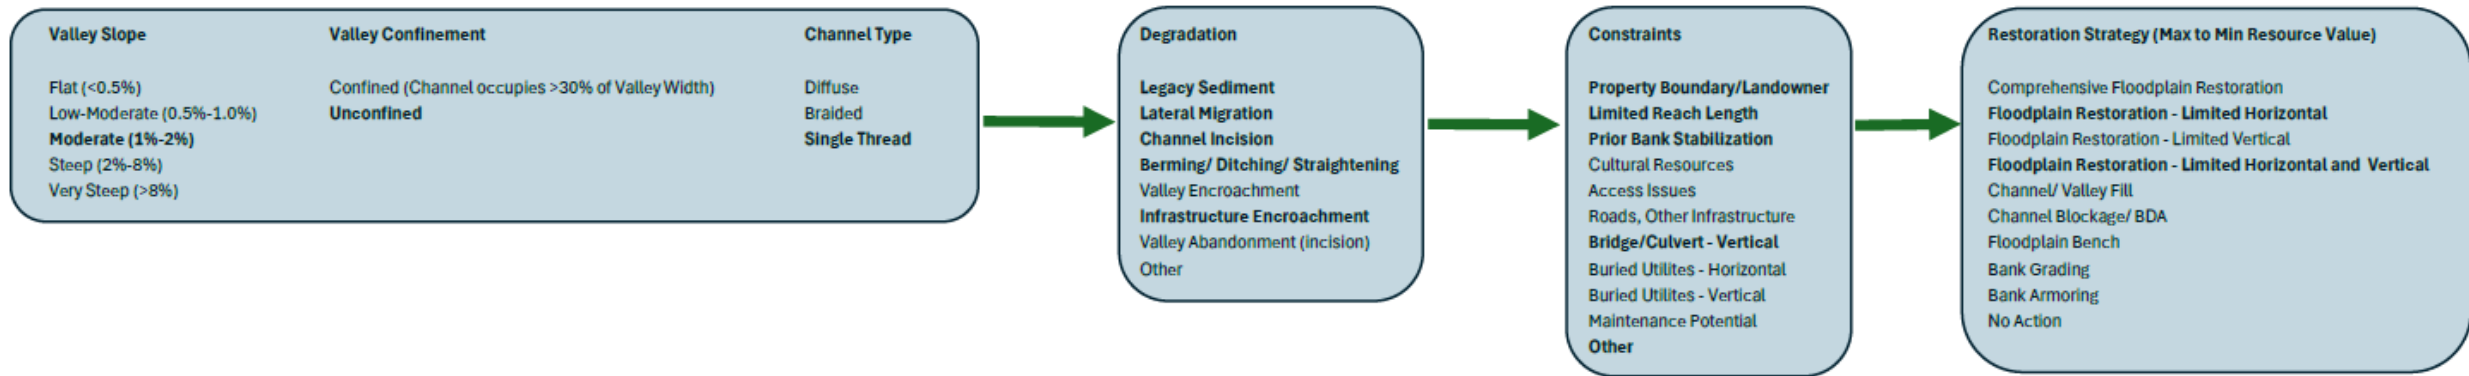 Valley Slope
Flat (<0.5%)
Low-Moderate (0.5%-1.0%)
Moderate (1%-2%)
Steep (2%-8%)
Very Steep (>8%)
Valley Confinement
Confined (Channel occupies >30% of Valley Width)
Unconfined
Channel Type
Diffuse
Braided
Single Thread
Degradation
Legacy Sediment
Lateral Migration
Channel Incision
Berming/ Ditching/ Straightening
Valley Encroachment
Infrastructure Encroachment
Valley Abandonment (incision)
Other
Constraints
Property Boundary/Landowner
Limited Reach Length
Prior Bank Stabilization
Cultural Resources
Access Issues
Roads, Other Infrastructure
Bridge/Culvert - Vertical
Buried Utilites - Horizontal
Buried Utilites - Vertical
Maintenance Potential
Other
Restoration Strategy (Max to Min Resource Value)
Comprehensive Floodplain Restoration
Floodplain Restoration - Limited Horizontal
Floodplain Restoration - Limited Vertical
Floodplain Restoration - Limited Horizontal and Vertical
Channel/ Valley Fill
Channel Blockage/ BDA
Floodplain Bench
Bank Grading
Bank Armoring
No Action